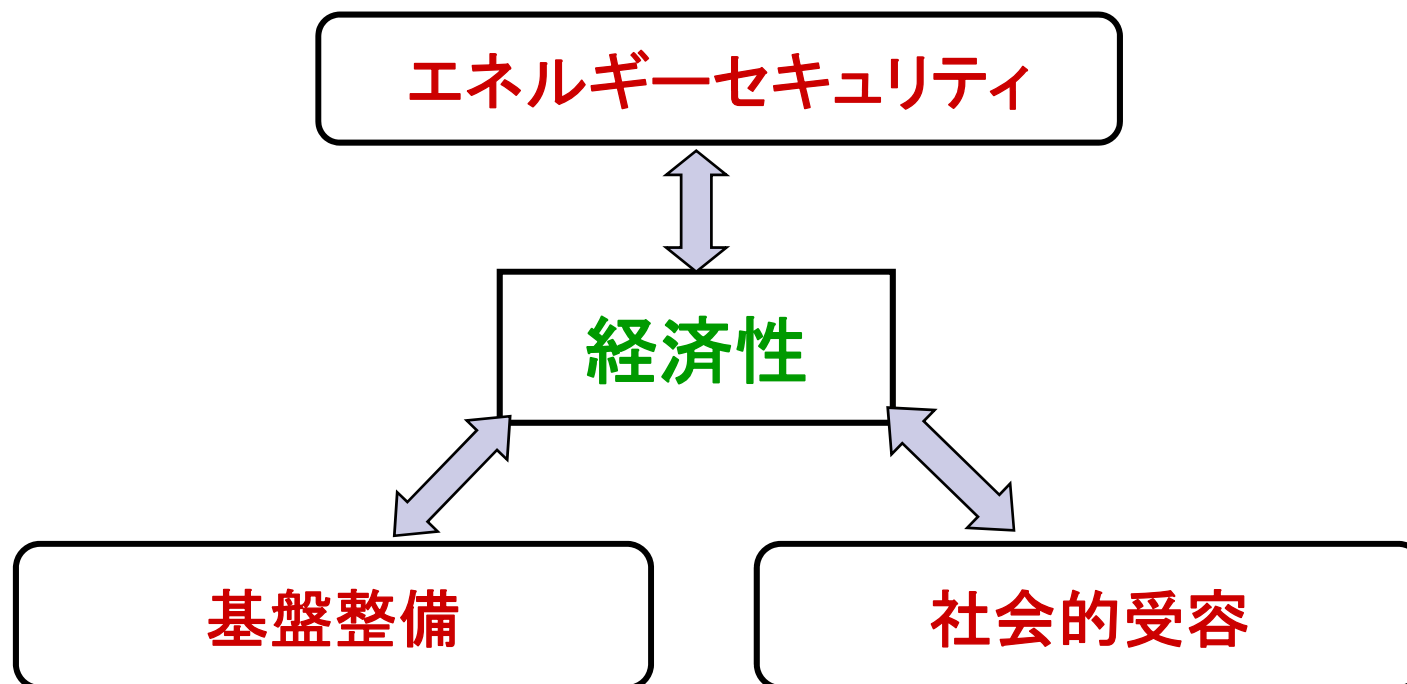 エネルギーセキュリティ
経済性
基盤整備
社会的受容